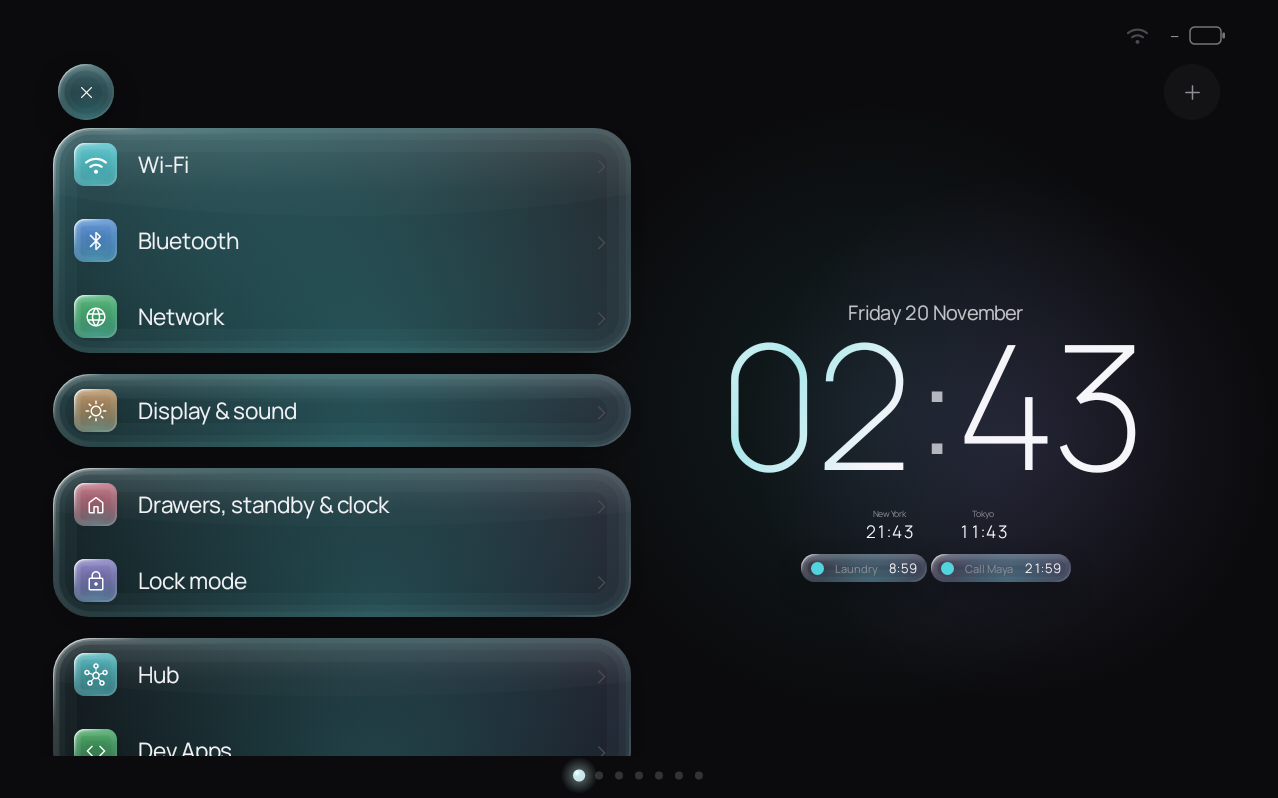 Wi-Fi
Bluetooth
Network
Display & sound
Drawers, standby & clock
Lock mode
Hub
Dev Apps
Friday 20 November
02:43
New York
21:43
Tokyo
11:43
Laundry 8:59
Call Maya 21:59